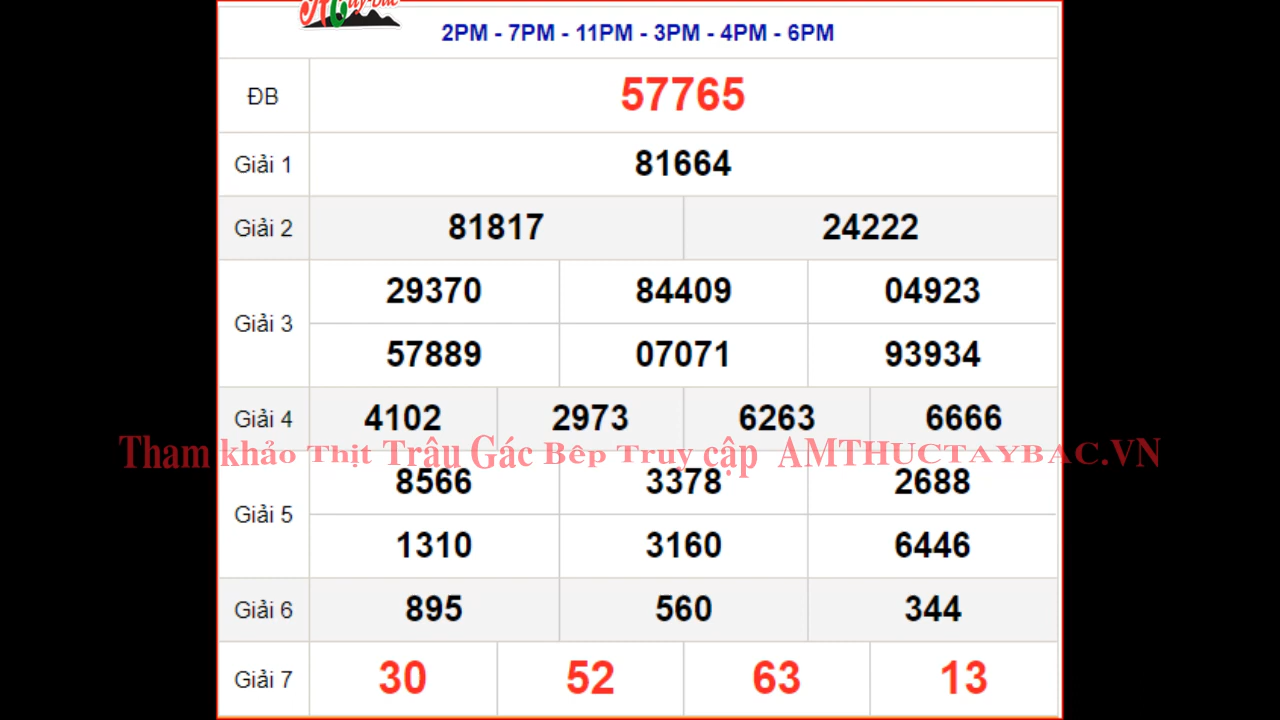 2PM - 7PM - 11PM - 3PM - 4PM - 6PM
ĐB 57765
Giải 1 81664
Giải 2 81817 24222
Giải 3 29370 84409 04923
57889 07071 93934
Giải 4 4102 2973 6263 6666
Tham khảo Thịt Trâu Gác Bêp Truy cập AMTHUCTAYBAC.VN
Giải 5 8566 3378 2688
1310 3160 6446
Giải 6 895 560 344
Giải 7 30 52 63 13